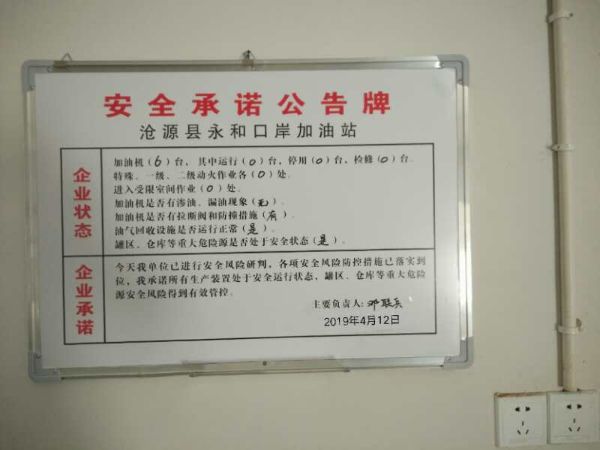 安全承诺公告牌
沧源县永和口岸加油站
企业状态
加油机（6）台，其中运行（0）台，停用（0）台，检修（0）台。
特殊、一级、二级动火作业各（0）处。
进入受限室间作业（0）处。
加油机是否有渗油、漏油现象（无）。
加油机是否有拉断阀和防撞措施（有）。
油气回收设施是否运行正常（是）。
罐区、仓库等重大危险源是否处于安全状态（是）。
企业承诺
今天我单位已进行安全风险研判，各项安全风险防控措施已落实到
位，我承诺所有生产装置处于安全运行状态，罐区、仓库等重大危险
源安全风险得到有效管控。
主要负责人：邓联兵
2019年4月12日